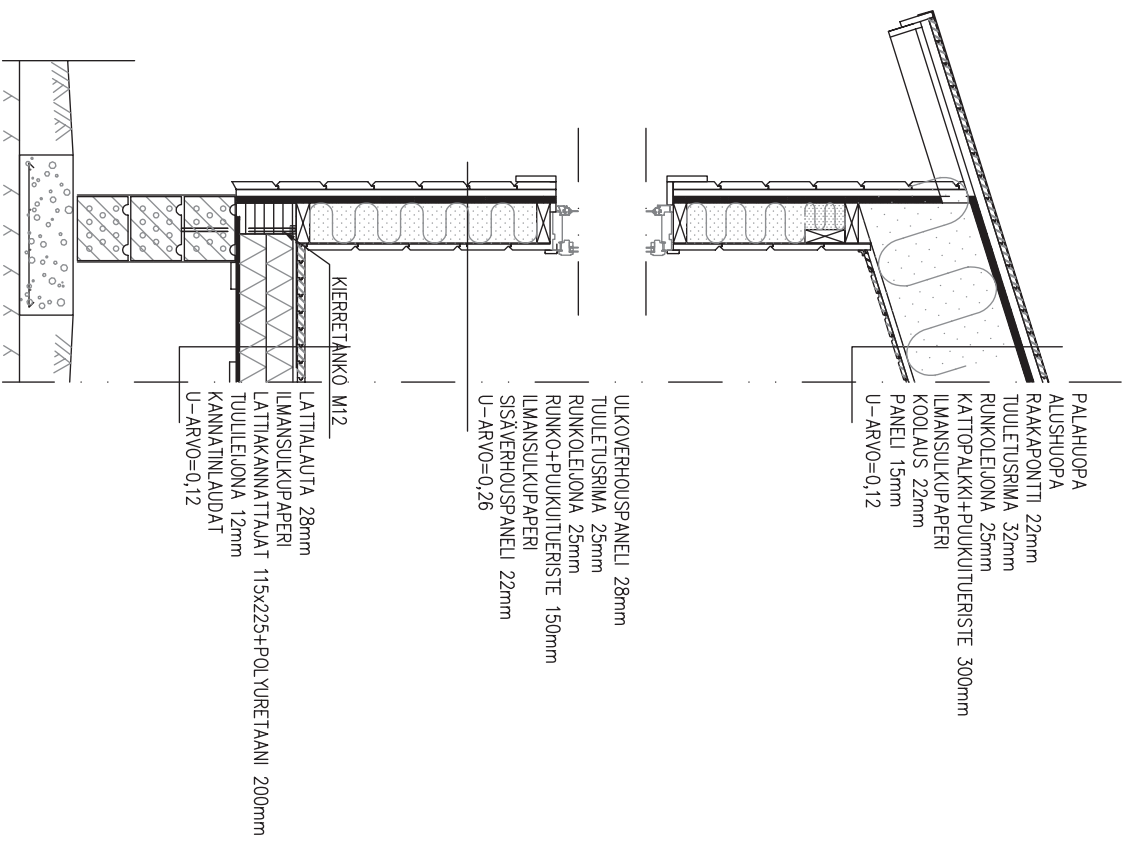 PALAHUOPA
ALUSHUOPA
RAAKAPONTTI 22mm
TUULETUSRIMA 32mm
RUNKOLEIJONA 25mm
KATTOPALKKI+PUUKUITUERISTE 300mm
ILMANSULKUPAPERI
KOOLAUS 22mm
PANELI 15mm
U-ARVO=0,12
ULKOVERHOUSPANELI 28mm
TUULETUSRIMA 25mm
RUNKOLEIJONA 25mm
RUNKO+PUUKUITUERISTE 150mm
ILMANSULKUPAPERI
SISÄVERHOUSPANELI 22mm
U-ARVO=0,26
KIERRETANKO M12
LATTIALAUTA 28mm
ILMANSULKUPAPERI
LATTIAKANNATTAJAT 115x225+POLYURETAANI 200mm
TUULILEIJONA 12mm
KANNATINLAUDAT
U-ARVO=0,12